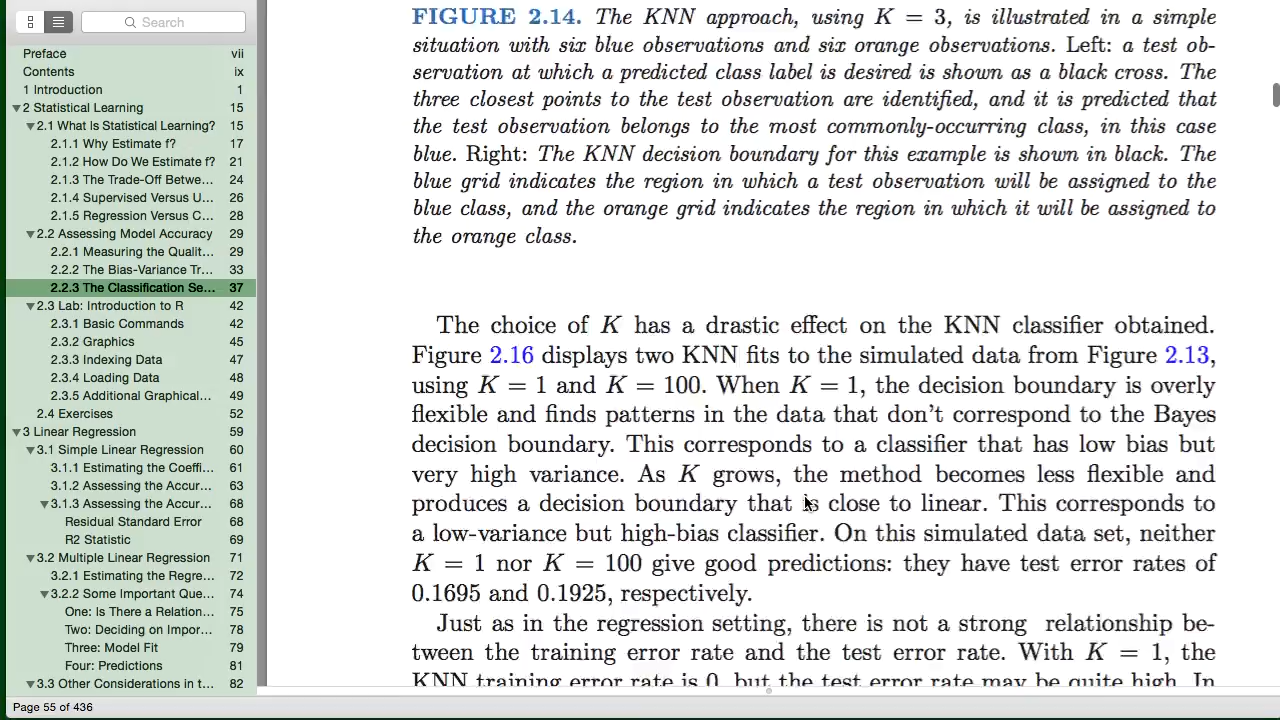 Search
Preface vii
Contents ix
1 Introduction 1
2 Statistical Learning 15
2.1 What Is Statistical Learning? 15
2.1.1 Why Estimate f? 17
2.1.2 How Do We Estimate f? 21
2.1.3 The Trade-Off Betwe... 24
2.1.4 Supervised Versus U... 26
2.1.5 Regression Versus C... 28
2.2 Assessing Model Accuracy 29
2.2.1 Measuring the Qualit... 29
2.2.2 The Bias-Variance Tr... 33
2.2.3 The Classification Se... 37
2.3 Lab: Introduction to R 42
2.3.1 Basic Commands 42
2.3.2 Graphics 45
2.3.3 Indexing Data 47
2.3.4 Loading Data 48
2.3.5 Additional Graphical... 49
2.4 Exercises 52
3 Linear Regression 59
3.1 Simple Linear Regression 60
3.1.1 Estimating the Coeffi... 61
3.1.2 Assessing the Accur... 63
3.1.3 Assessing the Accur... 68
Residual Standard Error 68
R2 Statistic 69
3.2 Multiple Linear Regression 71
3.2.1 Estimating the Regre... 72
3.2.2 Some Important Que... 74
One: Is There a Relation... 75
Two: Deciding on Impor... 78
Three: Model Fit 79
Four: Predictions 81
3.3 Other Considerations in t... 82
Page 55 of 436
FIGURE 2.14. The KNN approach, using K = 3, is illustrated in a simple
situation with six blue observations and six orange observations. Left: a test ob-
servation at which a predicted class label is desired is shown as a black cross. The
three closest points to the test observation are identified, and it is predicted that
the test observation belongs to the most commonly-occurring class, in this case
blue. Right: The KNN decision boundary for this example is shown in black. The
blue grid indicates the region in which a test observation will be assigned to the
blue class, and the orange grid indicates the region in which it will be assigned to
the orange class.
The choice of K has a drastic effect on the KNN classifier obtained.
Figure 2.16 displays two KNN fits to the simulated data from Figure 2.13,
using K = 1 and K = 100. When K = 1, the decision boundary is overly
flexible and finds patterns in the data that don't correspond to the Bayes
decision boundary. This corresponds to a classifier that has low bias but
very high variance. As K grows, the method becomes less flexible and
produces a decision boundary that is close to linear. This corresponds to
a low-variance but high-bias classifier. On this simulated data set, neither
K = 1 nor K = 100 give good predictions: they have test error rates of
0.1695 and 0.1925, respectively.
Just as in the regression setting, there is not a strong relationship be-
tween the training error rate and the test error rate. With K = 1, the
KNN training error rate is 0, but the test error rate may be quite high. In